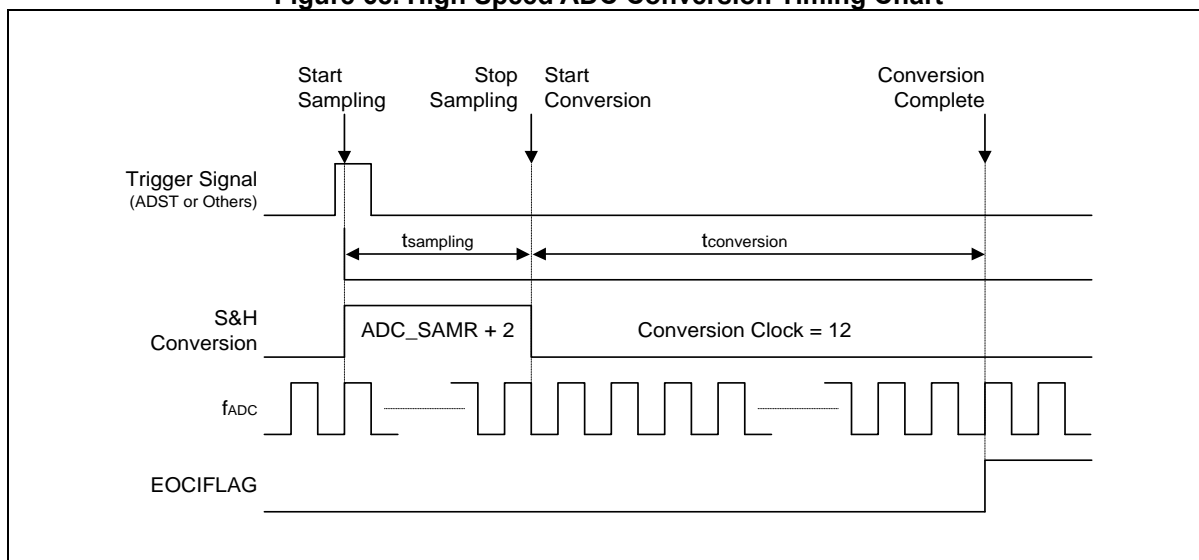 Start
Sampling
Stop
Sampling
Start
Conversion
Conversion
Complete
Trigger Signal
(ADST or Others)
tsampling
tconversion
S&H
Conversion
ADC_SAMR + 2
Conversion Clock = 12
fADC
EOCIFLAG